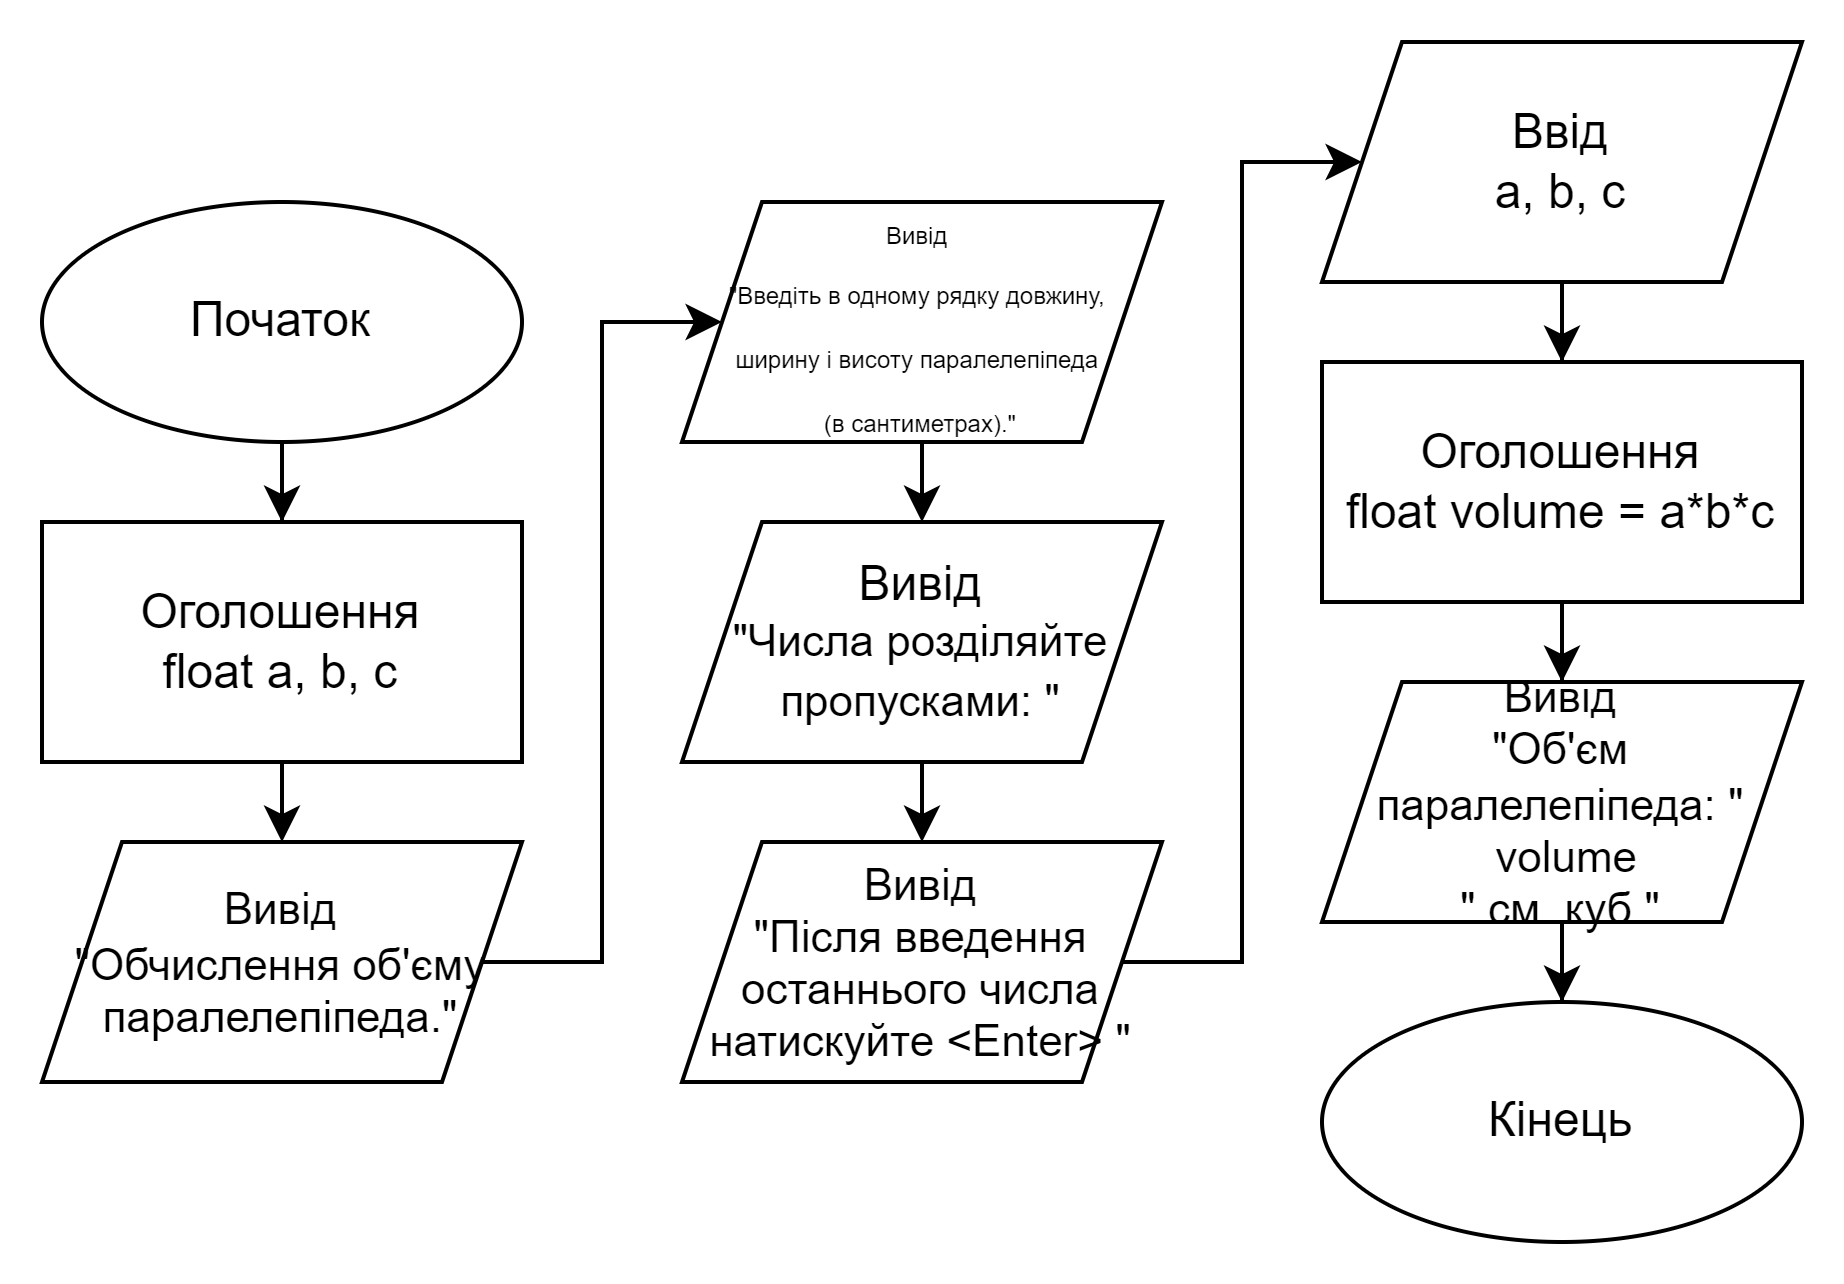 Початок
Оголошення
float a, b, c
Вивід
"Обчислення об'єму
паралелепіпеда."
Вивід
"Введіть в одному рядку довжину,
ширину і висоту паралелепіпеда
(в сантиметрах)."
Вивід
"Числа розділяйте
пропусками: "
Вивід
"Після введення
останнього числа
натискуйте <Enter> "
Ввід
a, b, c
Оголошення
float volume = a*b*c
Вивід
"Об'єм
паралелепіпеда: "
volume
" см  куб "
Кінець